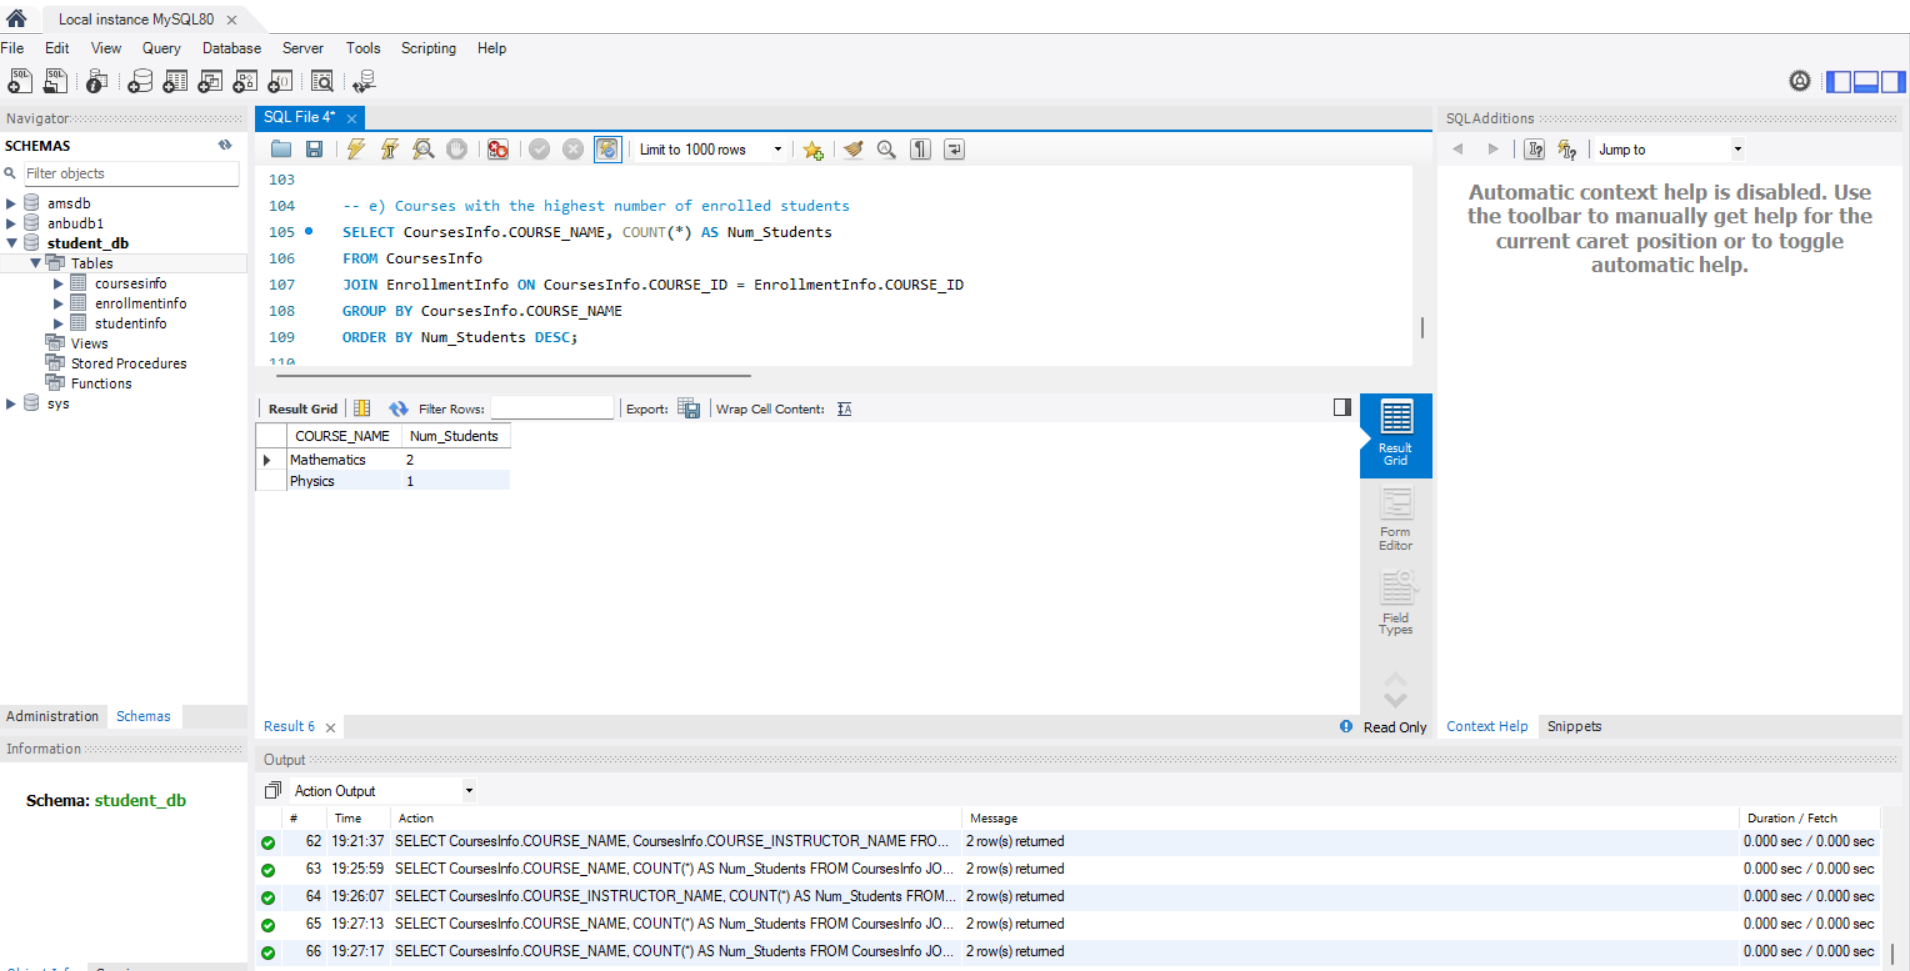 Local instance MySQL80
File Edit View Query Database Server Tools Scripting Help
Navigator
SCHEMAS
Filter objects
amsdb
anbudb1
student_db
Tables
coursesinfo
enrollmentinfo
studentinfo
Views
Stored Procedures
Functions
sys
Administration Schemas
Information
Schema: student_db
SQL File 4*
Limit to 1000 rows
103
104 -- e) Courses with the highest number of enrolled students
105 SELECT CoursesInfo.COURSE_NAME, COUNT(*) AS Num_Students
106 FROM CoursesInfo
107 JOIN EnrollmentInfo ON CoursesInfo.COURSE_ID = EnrollmentInfo.COURSE_ID
108 GROUP BY CoursesInfo.COURSE_NAME
109 ORDER BY Num_Students DESC;
110
Result Grid Filter Rows: Export: Wrap Cell Content:
COURSE_NAME Num_Students
Mathematics 2
Physics 1
Result Grid
Form Editor
Field Types
Result 6
Read Only
SQLAdditions
Jump to
Automatic context help is disabled. Use
the toolbar to manually get help for the
current caret position or to toggle
automatic help.
Context Help Snippets
Output
Action Output
# Time Action Message Duration / Fetch
62 19:21:37 SELECT CoursesInfo.COURSE_NAME, CoursesInfo.COURSE_INSTRUCTOR_NAME FRO... 2 row(s) returned 0.000 sec / 0.000 sec
63 19:25:59 SELECT CoursesInfo.COURSE_NAME, COUNT(*) AS Num_Students FROM CoursesInfo JO... 2 row(s) returned 0.000 sec / 0.000 sec
64 19:26:07 SELECT CoursesInfo.COURSE_INSTRUCTOR_NAME, COUNT(*) AS Num_Students FROM... 2 row(s) returned 0.000 sec / 0.000 sec
65 19:27:13 SELECT CoursesInfo.COURSE_NAME, COUNT(*) AS Num_Students FROM CoursesInfo JO... 2 row(s) returned 0.000 sec / 0.000 sec
66 19:27:17 SELECT CoursesInfo.COURSE_NAME, COUNT(*) AS Num_Students FROM CoursesInfo JO... 2 row(s) returned 0.000 sec / 0.000 sec